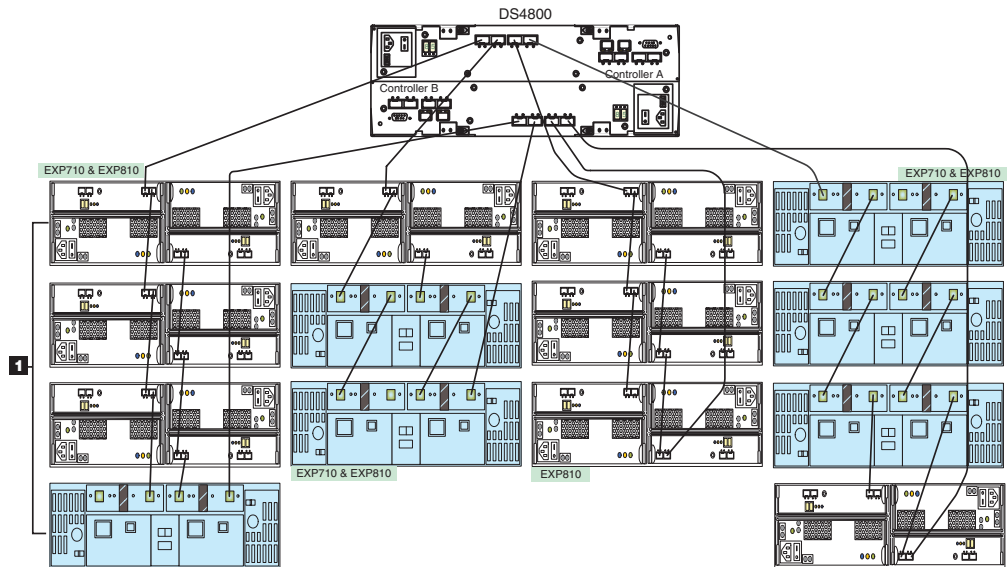 DS4800
Controller A
Controller B
EXP710 & EXP810
EXP710 & EXP810
1
EXP710 & EXP810
EXP810